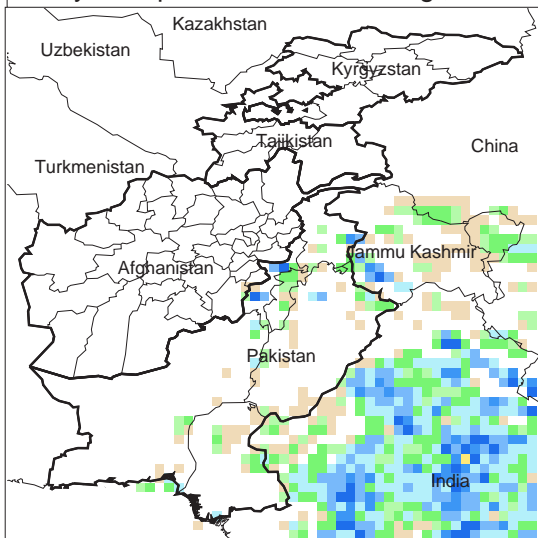 Kazakhstan
Uzbekistan
Kyrgyzstan
Tajikistan
China
Turkmenistan
Jammu Kashmir
Afghanistan
Pakistan
India